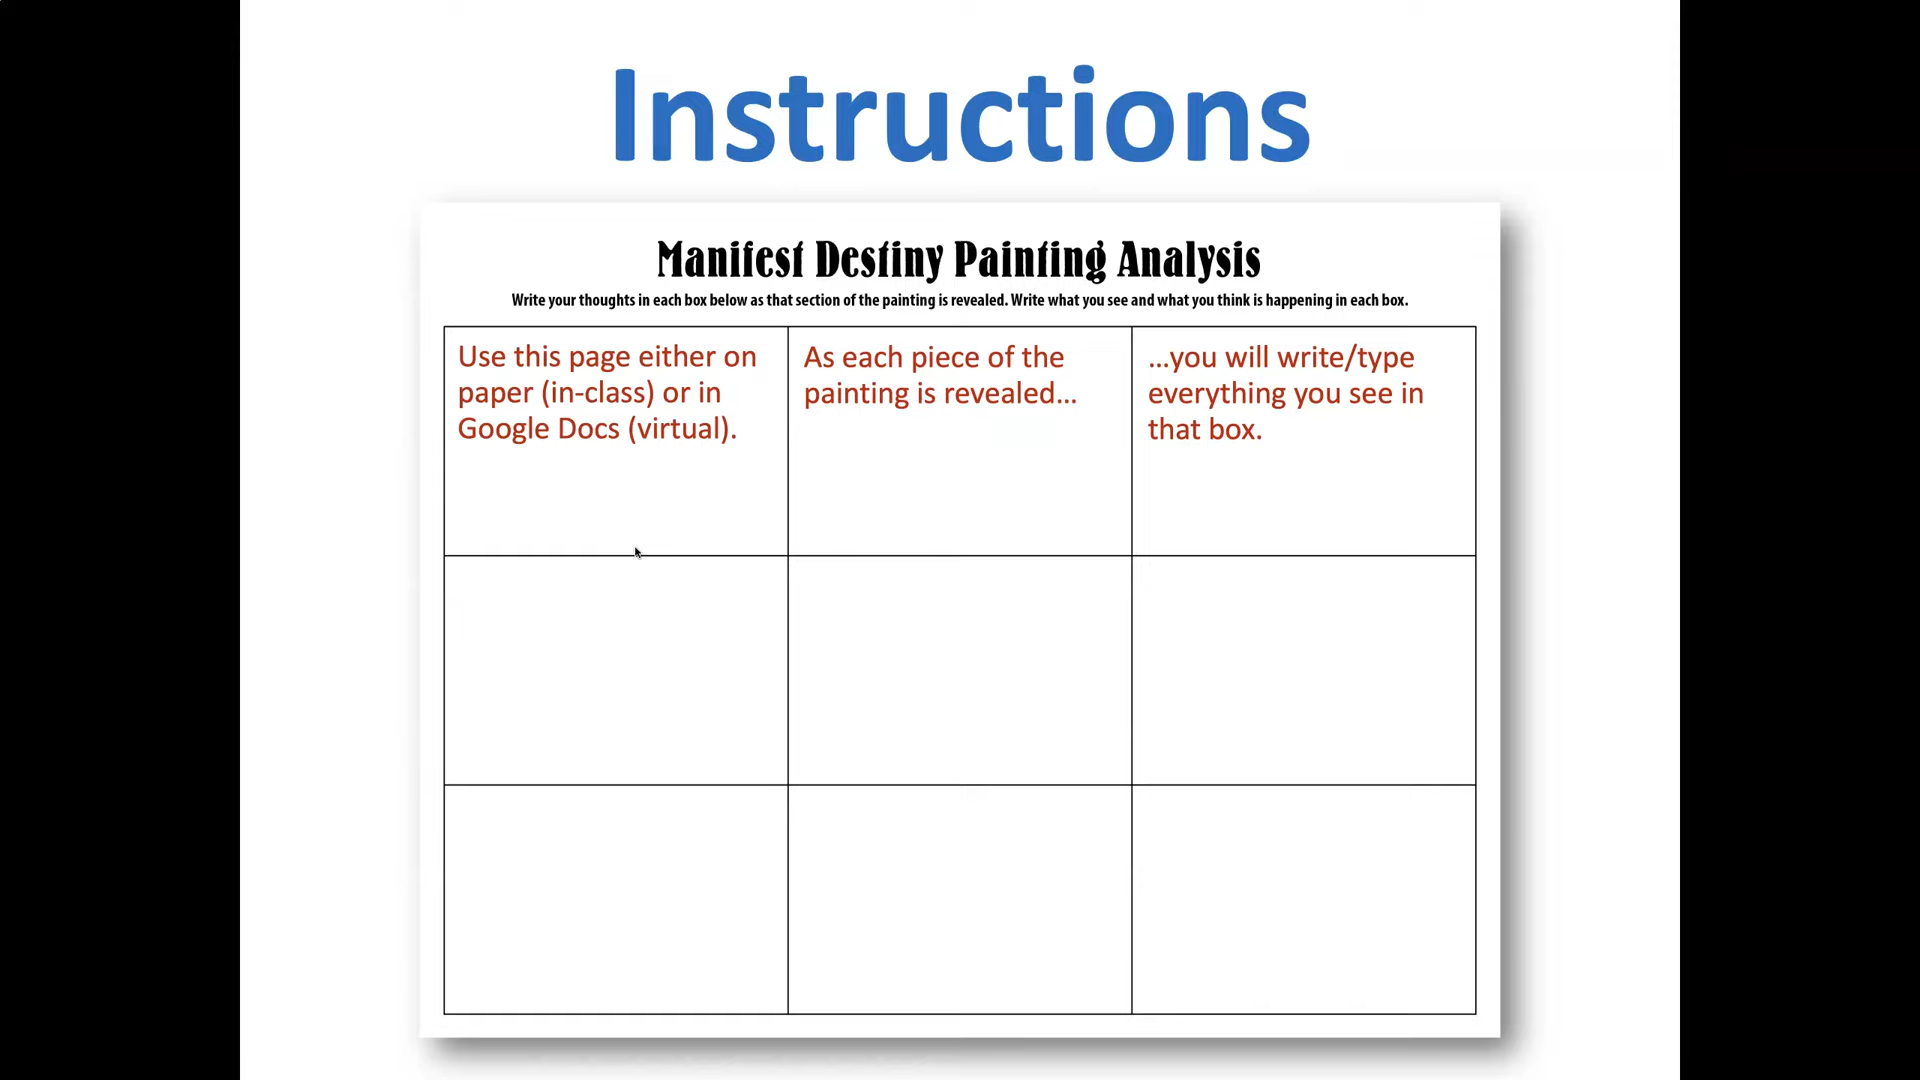 Instructions
Manifest Destiny Painting Analysis
Write your thoughts in each box below as that section of the painting is revealed. Write what you see and what you think is happening in each box.
Use this page either on
paper (in-class) or in
Google Docs (virtual).
As each piece of the
painting is revealed...
...you will write/type
everything you see in
that box.